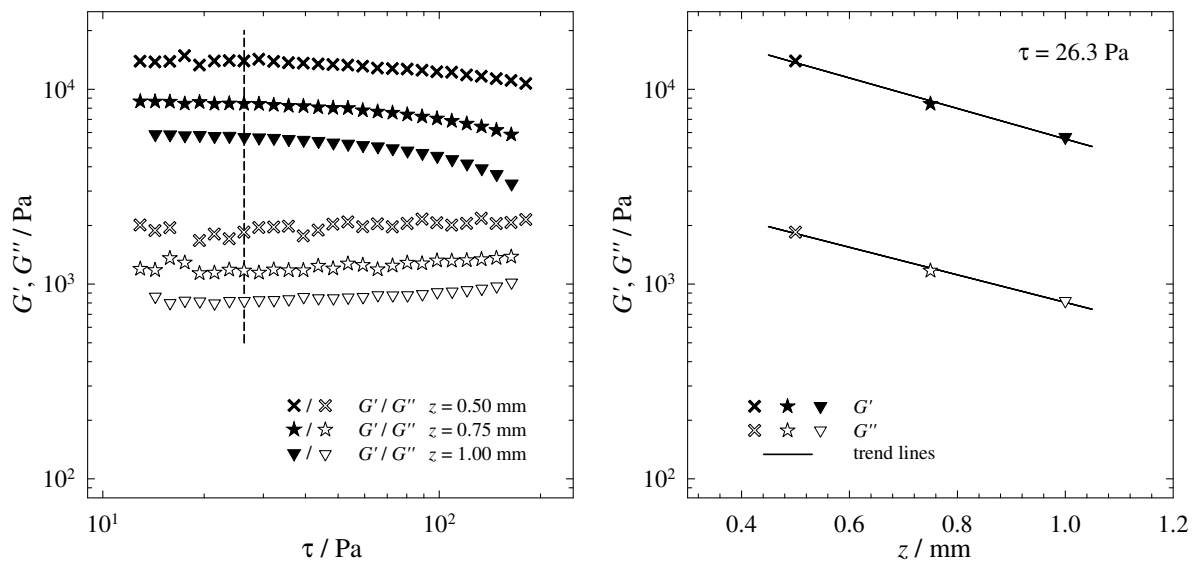 G′, G′′ / Pa
10⁴
10³
10²
10¹
10²
τ / Pa
G′ / G′′ z = 0.50 mm
G′ / G′′ z = 0.75 mm
G′ / G′′ z = 1.00 mm
G′, G′′ / Pa
10⁴
10³
10²
0.4 0.6 0.8 1.0 1.2
z / mm
τ = 26.3 Pa
G′
G′′
trend lines